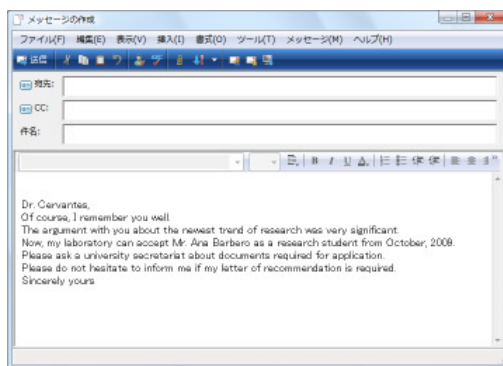 メッセージの作成
ファイル(F) 編集(E) 表示(V) 挿入(I) 書式(O) ツール(T) メッセージ(M) ヘルプ(H)
送信
宛先:
CC:
件名:
B I U A
Dr. Cervantes,
Of course, I remember you well.
The argument with you about the newest trend of research was very significant.
Now, my laboratory can accept Mr. Ana Barbero as a research student from October, 2009.
Please ask a university secretariat about documents required for application.
Please do not hesitate to inform me if my letter of recommendation is required.
Sincerely yours